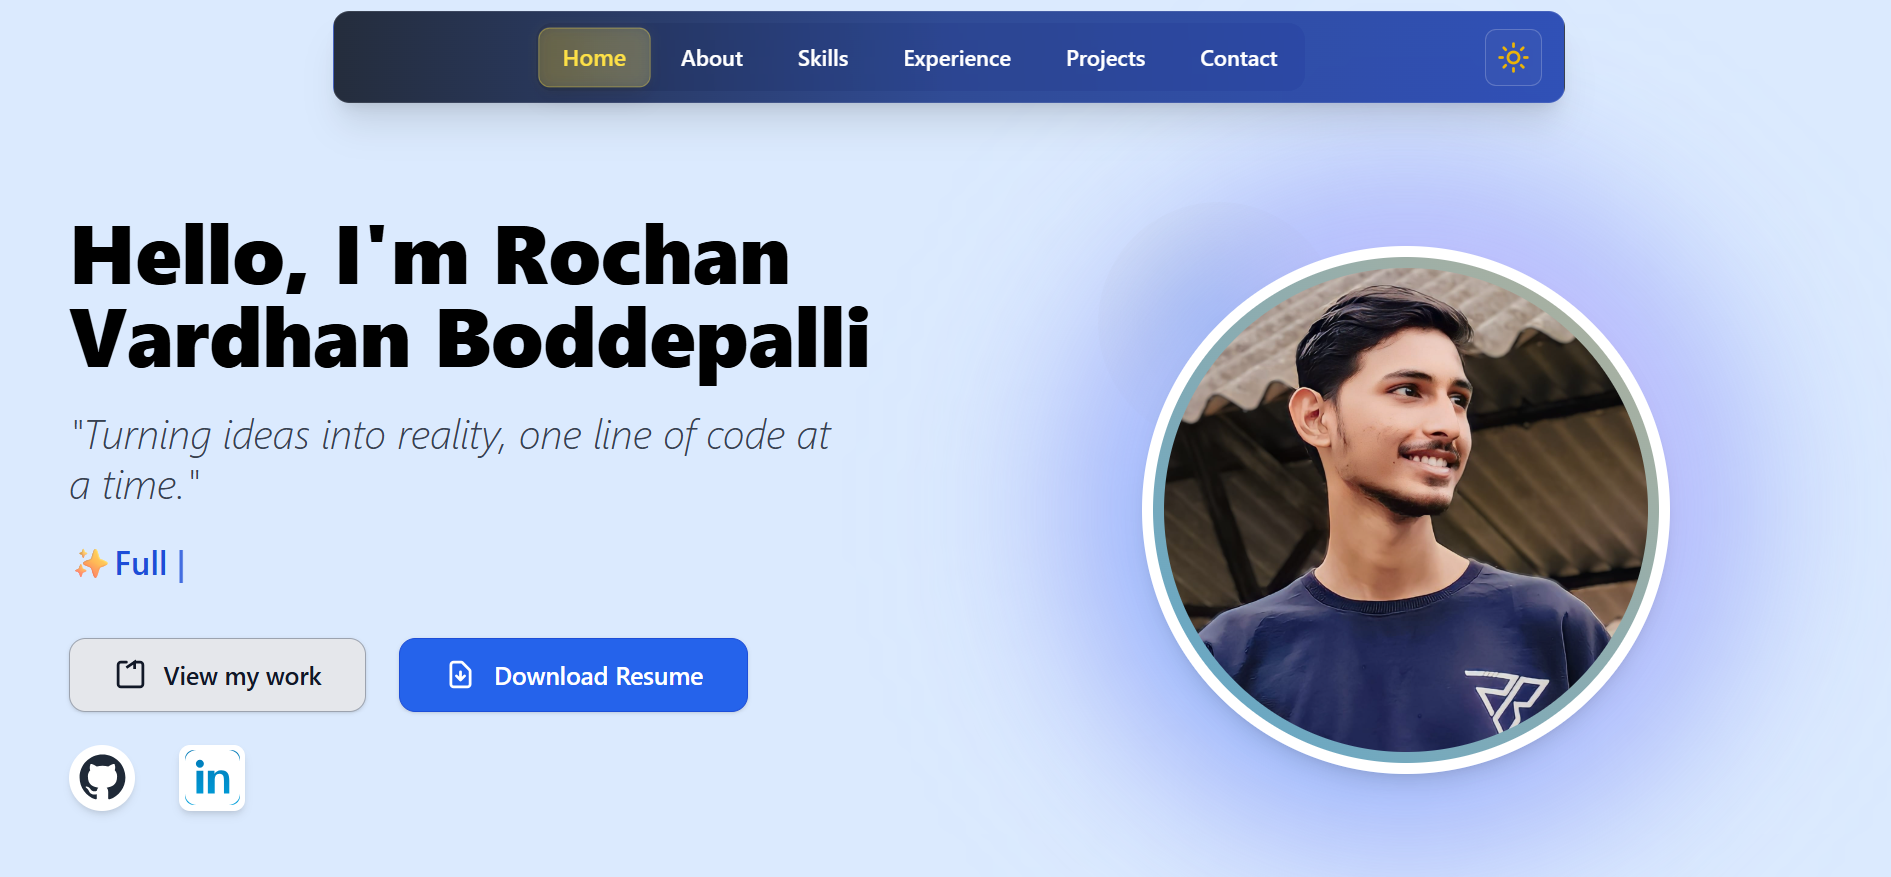 Home About Skills Experience Projects Contact
Hello, I'm Rochan
Vardhan Boddepalli
"Turning ideas into reality, one line of code at
a time."
✨ Full |
View my work Download Resume
in